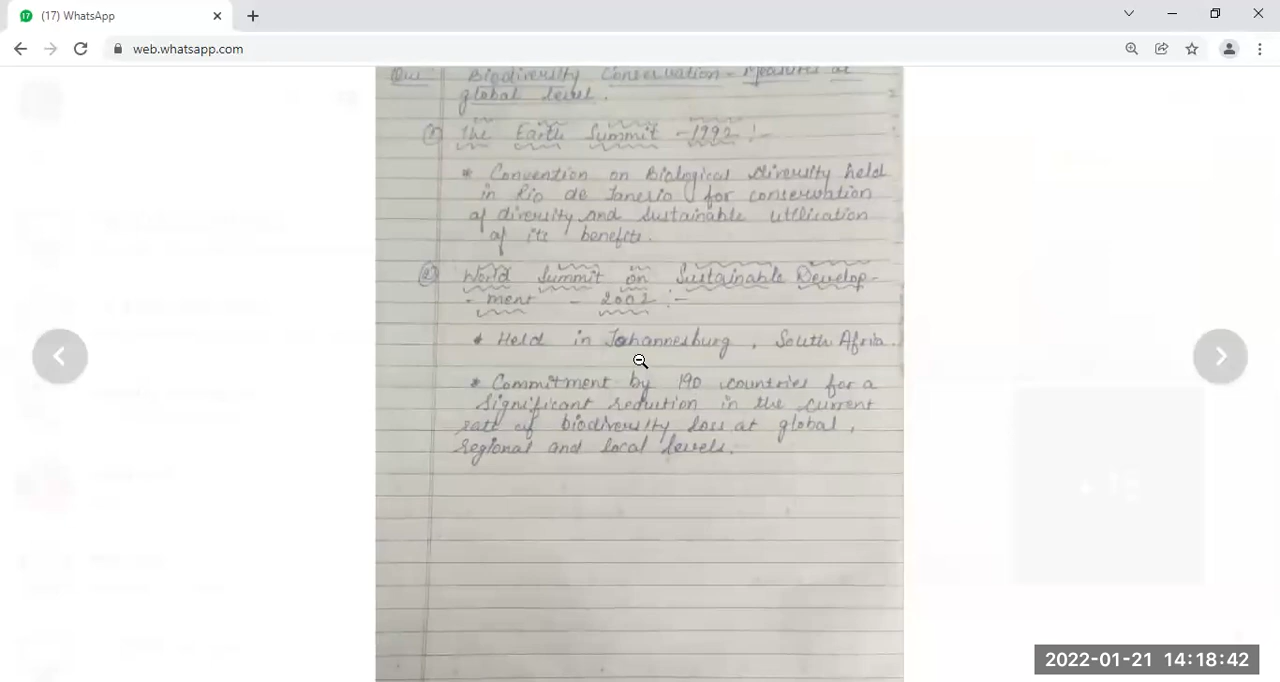 (17) WhatsApp
web.whatsapp.com
Biodiversity Conservation - Measures at
global level.
① The Earth Summit - 1992 :-
* Convention on Biological diversity held
in Rio de Janerio for conservation
of diversity and sustainable utilication
of its benefits.
② World Summit on Sustainable Develop-
- ment - 2002 :-
* Held in Johannesburg, South Afria.
* Commitment by 190 countries for a
significant reduction in the current
rate of biodiversity loss at global,
regional and local levels.
2022-01-21 14:18:42